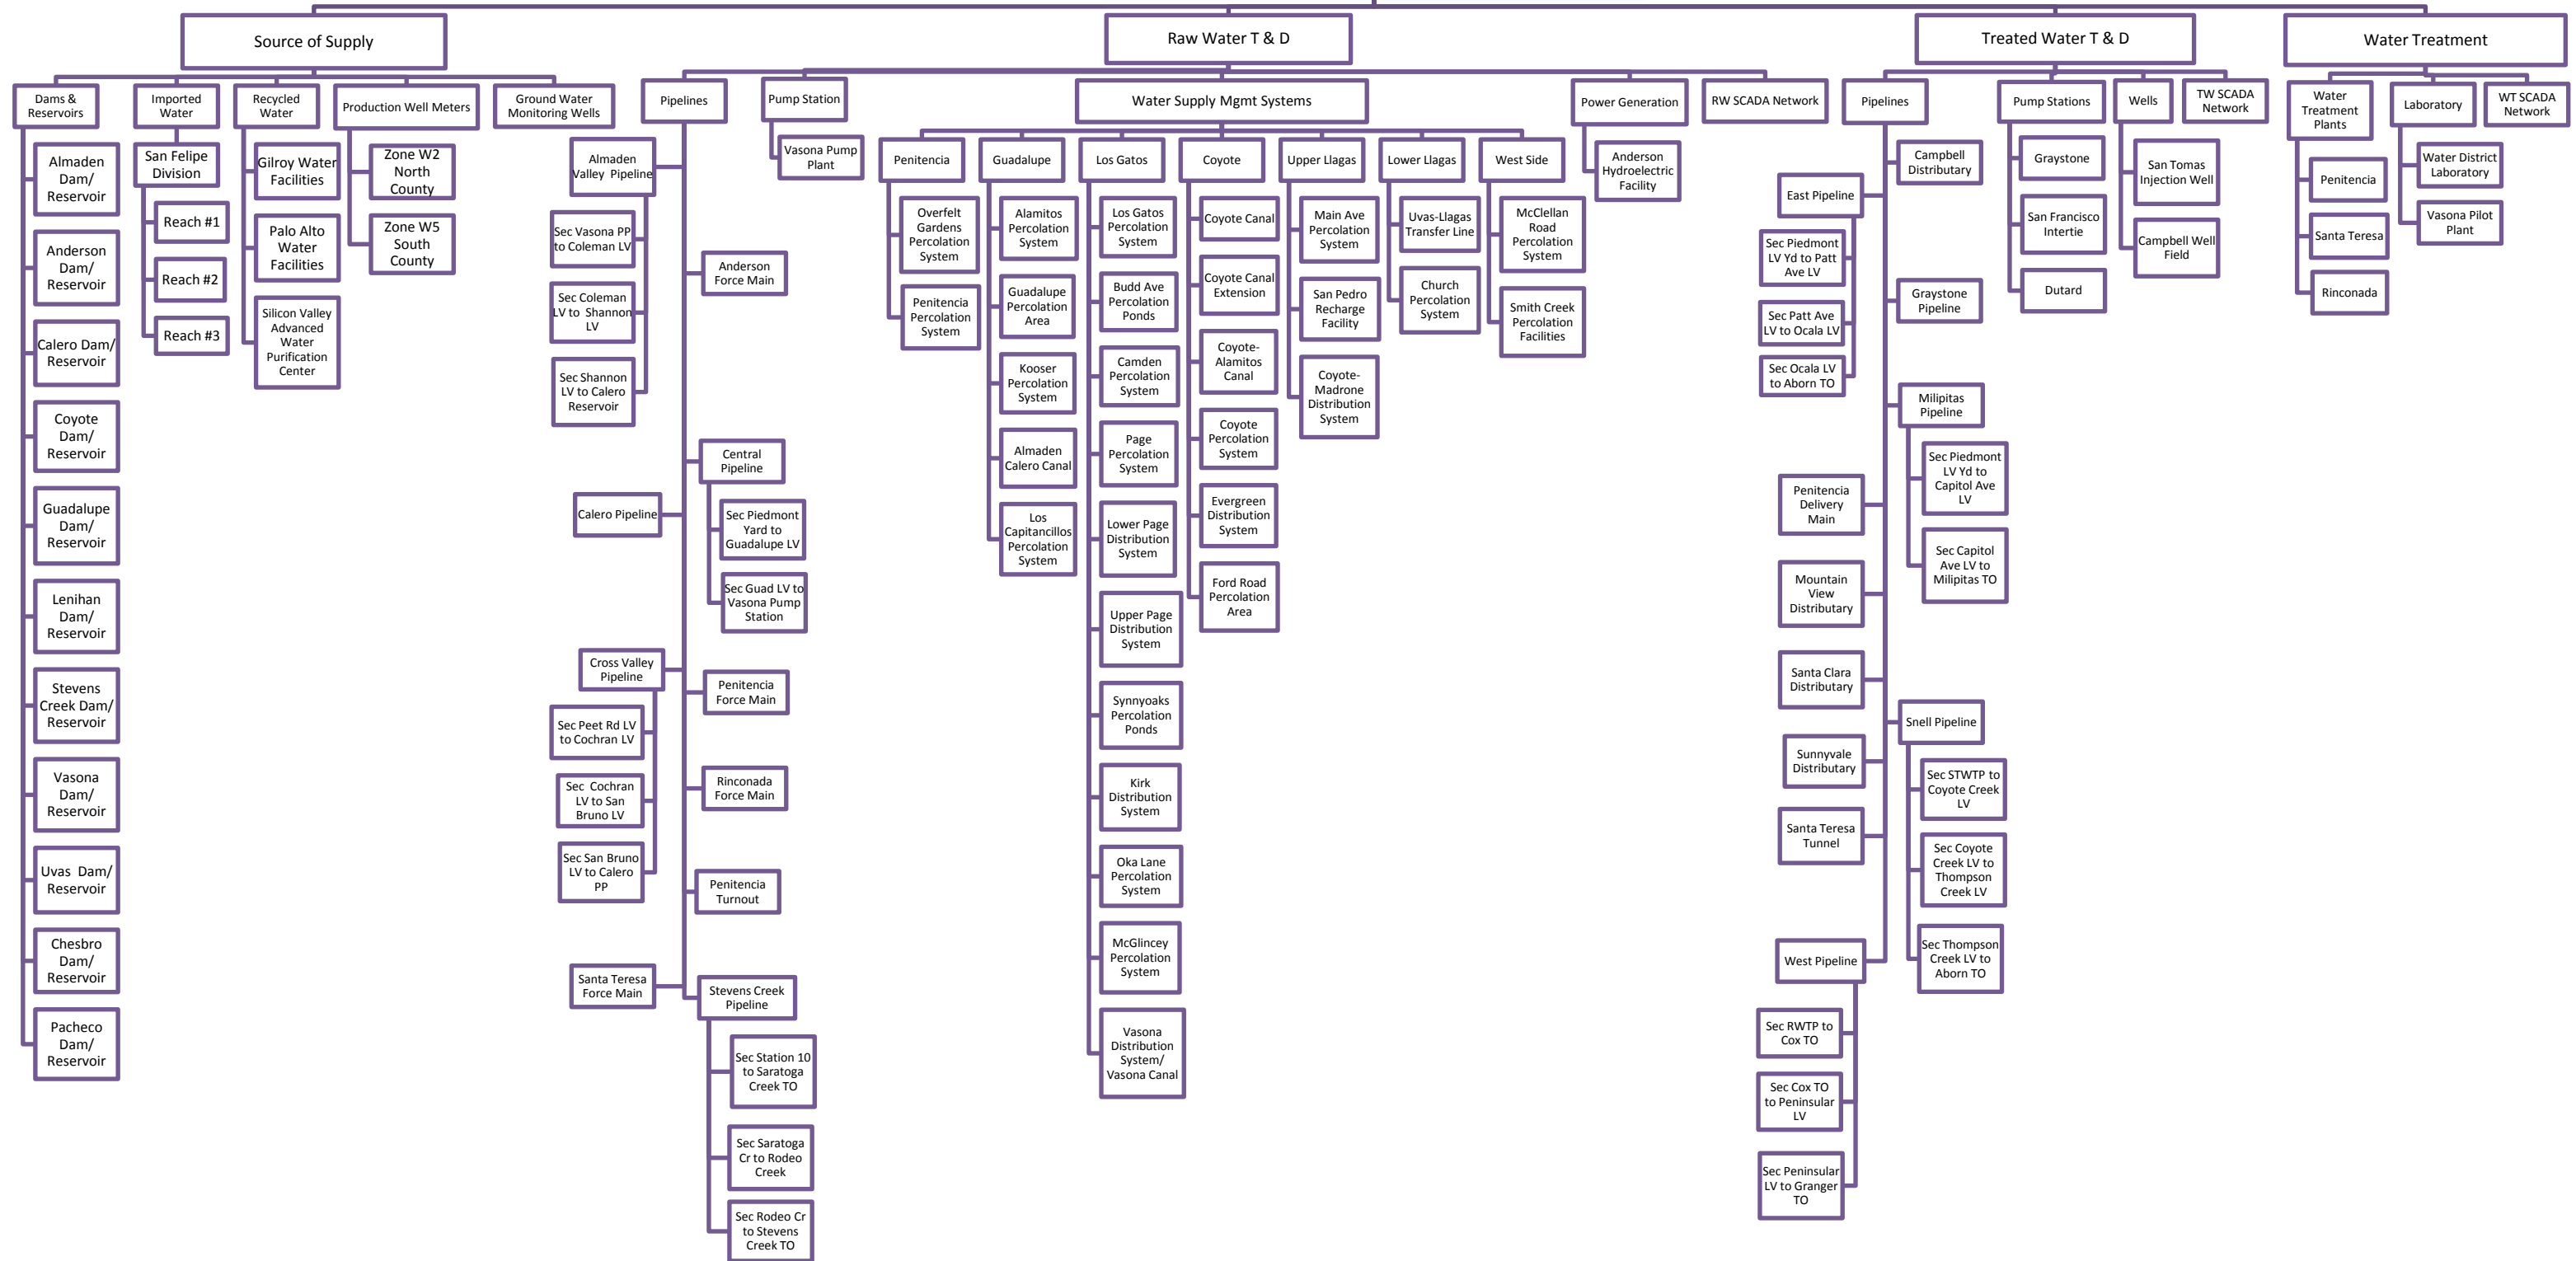 Source of Supply
Raw Water T & D
Treated Water T & D
Water Treatment
Dams &
Reservoirs
Imported
Water
Recycled
Water
Production Well Meters
Ground Water
Monitoring Wells
Pipelines
Pump Station
Water Supply Mgmt Systems
Power Generation
RW SCADA Network
Pipelines
Pump Stations
Wells
TW SCADA
Network
Water
Treatment
Plants
Laboratory
WT SCADA
Network
Almaden
Dam/
Reservoir
Anderson
Dam/
Reservoir
Calero Dam/
Reservoir
Coyote
Dam/
Reservoir
Guadalupe
Dam/
Reservoir
Lenihan
Dam/
Reservoir
Stevens
Creek Dam/
Reservoir
Vasona
Dam/
Reservoir
Uvas Dam/
Reservoir
Chesbro
Dam/
Reservoir
Pacheco
Dam/
Reservoir
San Felipe
Division
Reach #1
Reach #2
Reach #3
Gilroy Water
Facilities
Palo Alto
Water
Facilities
Silicon Valley
Advanced
Water
Purification
Center
Zone W2
North
County
Zone W5
South
County
Almaden
Valley Pipeline
Sec Vasona PP
to Coleman LV
Sec Coleman
LV to Shannon
LV
Sec Shannon
LV to Calero
Reservoir
Anderson
Force Main
Central
Pipeline
Sec Piedmont
Yard to
Guadalupe LV
Sec Guad LV to
Vasona Pump
Station
Calero Pipeline
Cross Valley
Pipeline
Sec Peet Rd LV
to Cochran LV
Sec Cochran
LV to San
Bruno LV
Sec San Bruno
LV to Calero
PP
Penitencia
Force Main
Rinconada
Force Main
Penitencia
Turnout
Santa Teresa
Force Main
Stevens Creek
Pipeline
Sec Station 10
to Saratoga
Creek TO
Sec Saratoga
Cr to Rodeo
Creek
Sec Rodeo Cr
to Stevens
Creek TO
Vasona Pump
Plant
Penitencia
Overfelt
Gardens
Percolation
System
Penitencia
Percolation
System
Guadalupe
Alamitos
Percolation
System
Guadalupe
Percolation
Area
Kooser
Percolation
System
Almaden
Calero Canal
Los
Capitancillos
Percolation
System
Los Gatos
Los Gatos
Percolation
System
Budd Ave
Percolation
Ponds
Camden
Percolation
System
Page
Percolation
System
Lower Page
Distribution
System
Upper Page
Distribution
System
Synnyoaks
Percolation
Ponds
Kirk
Distribution
System
Oka Lane
Percolation
System
McGlincey
Percolation
System
Vasona
Distribution
System/
Vasona Canal
Coyote
Coyote Canal
Coyote Canal
Extension
Coyote-
Alamitos
Canal
Coyote
Percolation
System
Evergreen
Distribution
System
Ford Road
Percolation
Area
Upper Llagas
Main Ave
Percolation
System
San Pedro
Recharge
Facility
Coyote-
Madrone
Distribution
System
Lower Llagas
Uvas-Llagas
Transfer Line
Church
Percolation
System
West Side
McClellan
Road
Percolation
System
Smith Creek
Percolation
Facilities
Anderson
Hydroelectric
Facility
Campbell
Distributary
East Pipeline
Sec Piedmont
LV Yd to Patt
Ave LV
Sec Patt Ave
LV to Ocala LV
Sec Ocala LV
to Aborn TO
Graystone
Pipeline
Milipitas
Pipeline
Sec Piedmont
LV Yd to
Capitol Ave
LV
Sec Capitol
Ave LV to
Milipitas TO
Penitencia
Delivery
Main
Mountain
View
Distributary
Santa Clara
Distributary
Snell Pipeline
Sec STWTP to
Coyote Creek
LV
Sec Coyote
Creek LV to
Thompson
Creek LV
Sec Thompson
Creek LV to
Aborn TO
Sunnyvale
Distributary
Santa Teresa
Tunnel
West Pipeline
Sec RWTP to
Cox TO
Sec Cox TO
to Peninsular
LV
Sec Peninsular
LV to Granger
TO
Graystone
San Francisco
Intertie
Dutard
San Tomas
Injection Well
Campbell Well
Field
Penitencia
Santa Teresa
Rinconada
Water District
Laboratory
Vasona Pilot
Plant